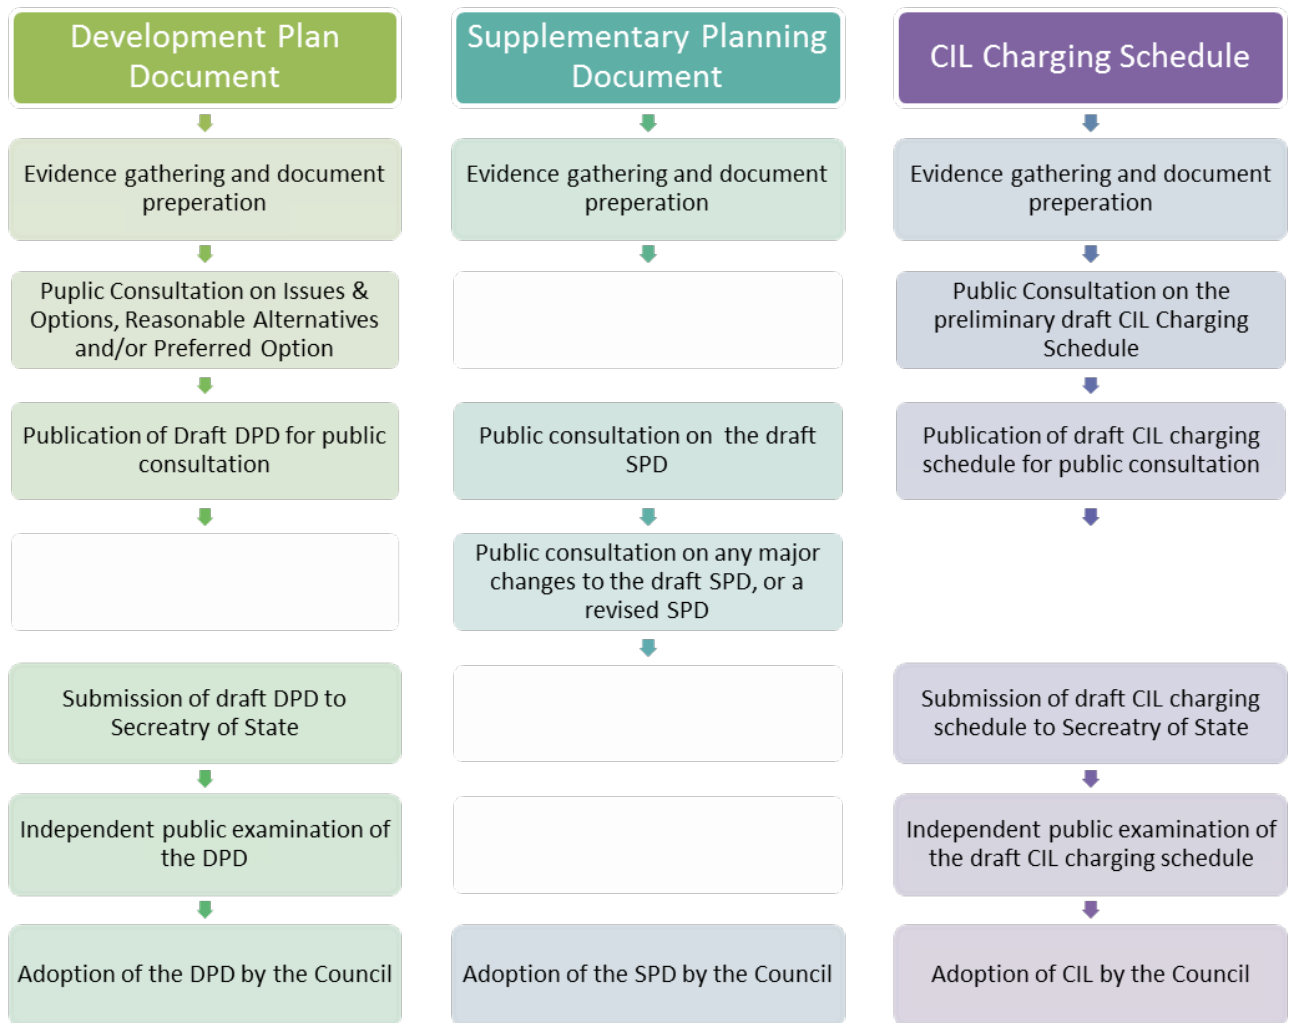 Development Plan
Document
Supplementary Planning
Document
CIL Charging Schedule
Evidence gathering and document
preperation
Evidence gathering and document
preperation
Evidence gathering and document
preperation
Puplic Consultation on Issues &
Options, Reasonable Alternatives
and/or Preferred Option
Public Consultation on the
preliminary draft CIL Charging
Schedule
Publication of Draft DPD for public
consultation
Public consultation on the draft
SPD
Publication of draft CIL charging
schedule for public consultation
Public consultation on any major
changes to the draft SPD, or a
revised SPD
Submission of draft DPD to
Secreatry of State
Submission of draft CIL charging
schedule to Secreatry of State
Independent public examination of
the DPD
Independent public examination of
the draft CIL charging schedule
Adoption of the DPD by the Council
Adoption of the SPD by the Council
Adoption of CIL by the Council